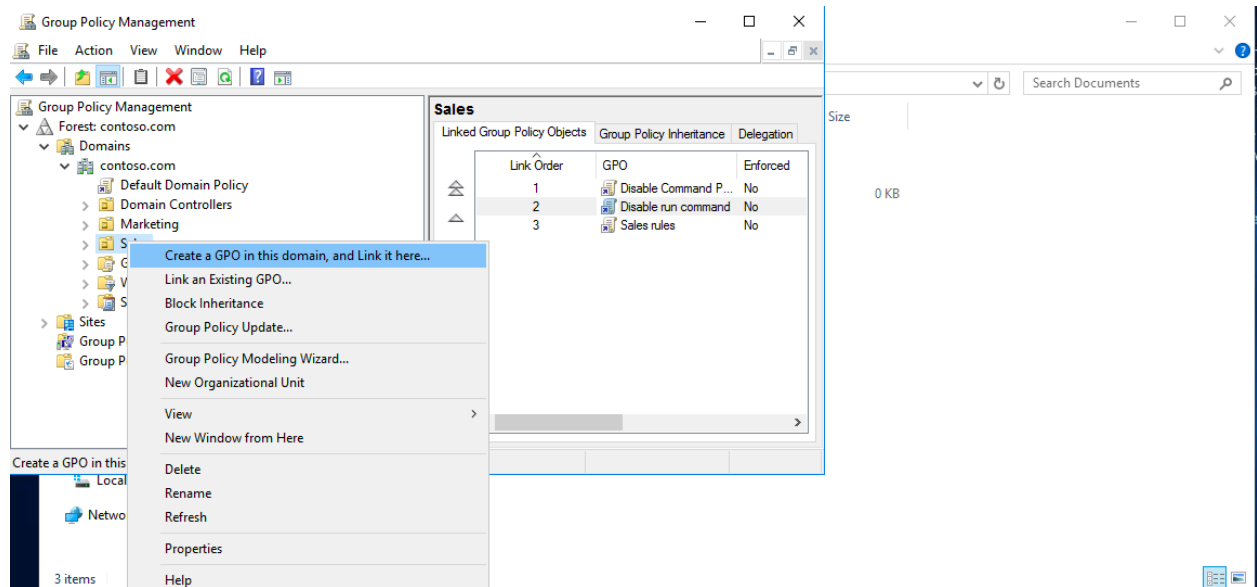 Group Policy Management
File Action View Window Help
Search Documents
Group Policy Management
Forest: contoso.com
Domains
contoso.com
Default Domain Policy
Domain Controllers
Marketing
S
G
V
S
Sites
Group P
Group P
Sales
Linked Group Policy Objects Group Policy Inheritance Delegation
Link Order GPO Enforced
1 Disable Command P... No
2 Disable run command No
3 Sales rules No
Size
0 KB
Create a GPO in this domain, and Link it here...
Link an Existing GPO...
Block Inheritance
Group Policy Update...
Group Policy Modeling Wizard...
New Organizational Unit
View
New Window from Here
Delete
Rename
Refresh
Properties
Help
Create a GPO in this
Local
Netwo
3 items